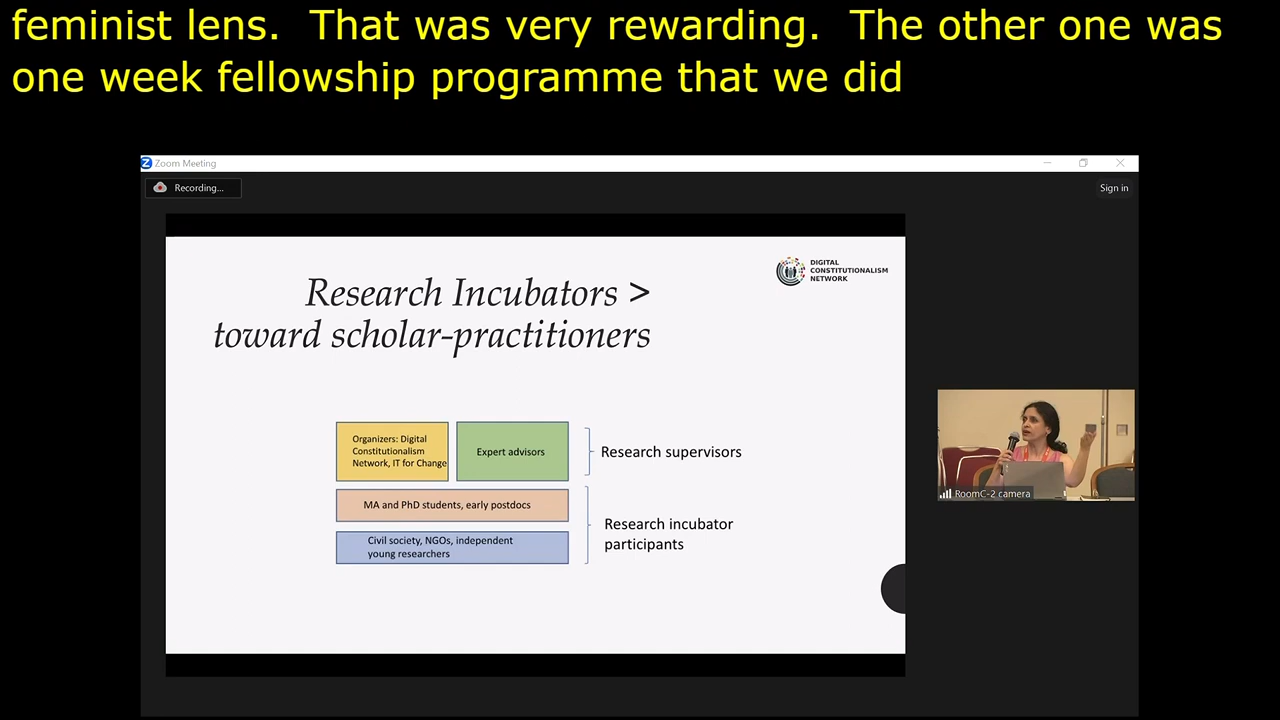 feminist lens.  That was very rewarding.  The other one was
one week fellowship programme that we did
Zoom Meeting
Recording...
Sign in
DIGITAL
CONSTITUTIONALISM
NETWORK
Research Incubators >
toward scholar-practitioners
Organizers: Digital
Constitutionalism
Network, IT for Change
Expert advisors
Research supervisors
MA and PhD students, early postdocs
Civil society, NGOs, independent
young researchers
Research incubator
participants
RoomC-2 camera